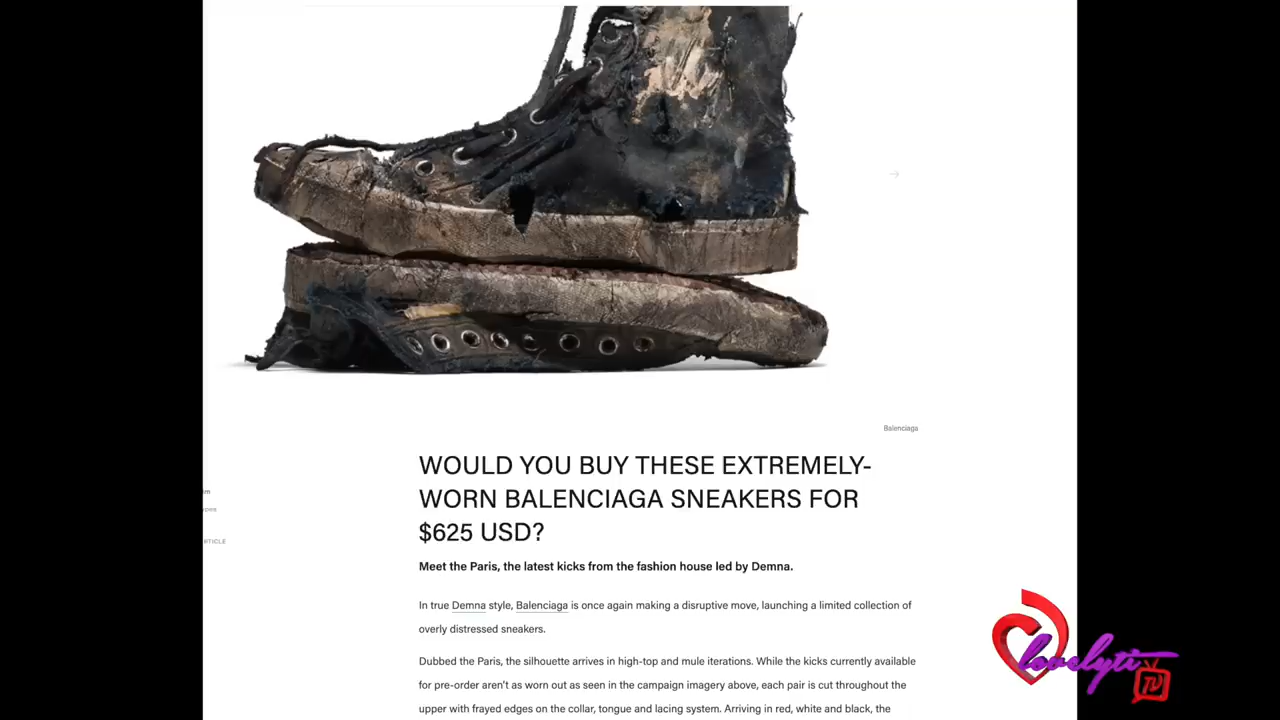 Balenciaga
WOULD YOU BUY THESE EXTREMELY-
WORN BALENCIAGA SNEAKERS FOR
$625 USD?
Meet the Paris, the latest kicks from the fashion house led by Demna.
In true Demna style, Balenciaga is once again making a disruptive move, launching a limited collection of
overly distressed sneakers.
Dubbed the Paris, the silhouette arrives in high-top and mule iterations. While the kicks currently available
for pre-order aren't as worn out as seen in the campaign imagery above, each pair is cut throughout the
upper with frayed edges on the collar, tongue and lacing system. Arriving in red, white and black, the
lovelyti
TV